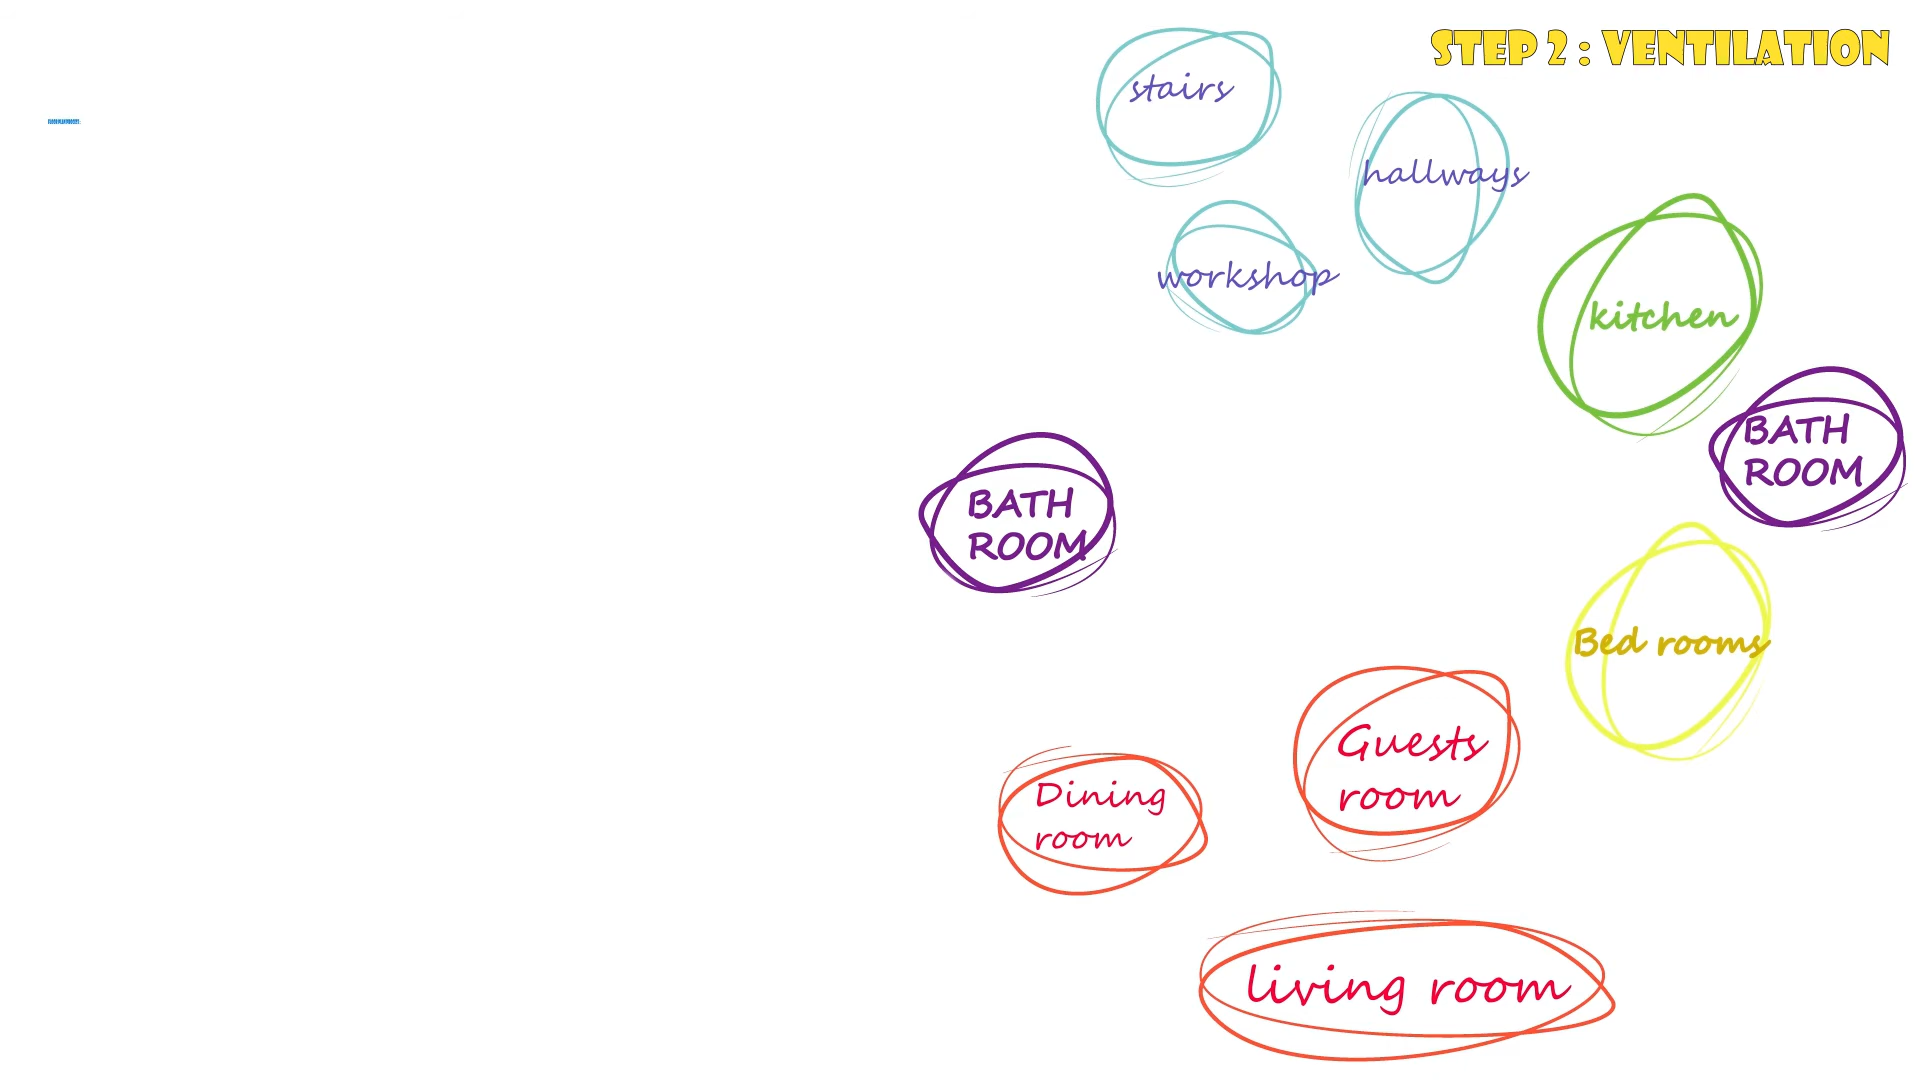 STEP 2 : VENTILATION
stairs
hallways
workshop
kitchen
BATH
ROOM
BATH
ROOM
Bed rooms
Guests
room
Dining
room
living room